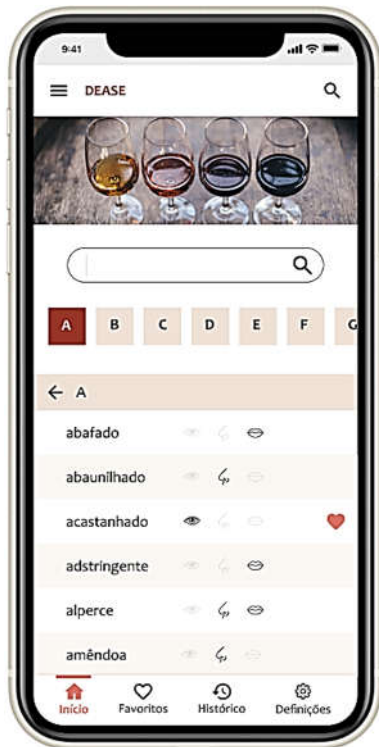 9:41
DEASE
A B C D E F G
A
abafado
abaunilhado
acastanhado
adstringente
alperce
amêndoa
Início Favoritos Histórico Definições